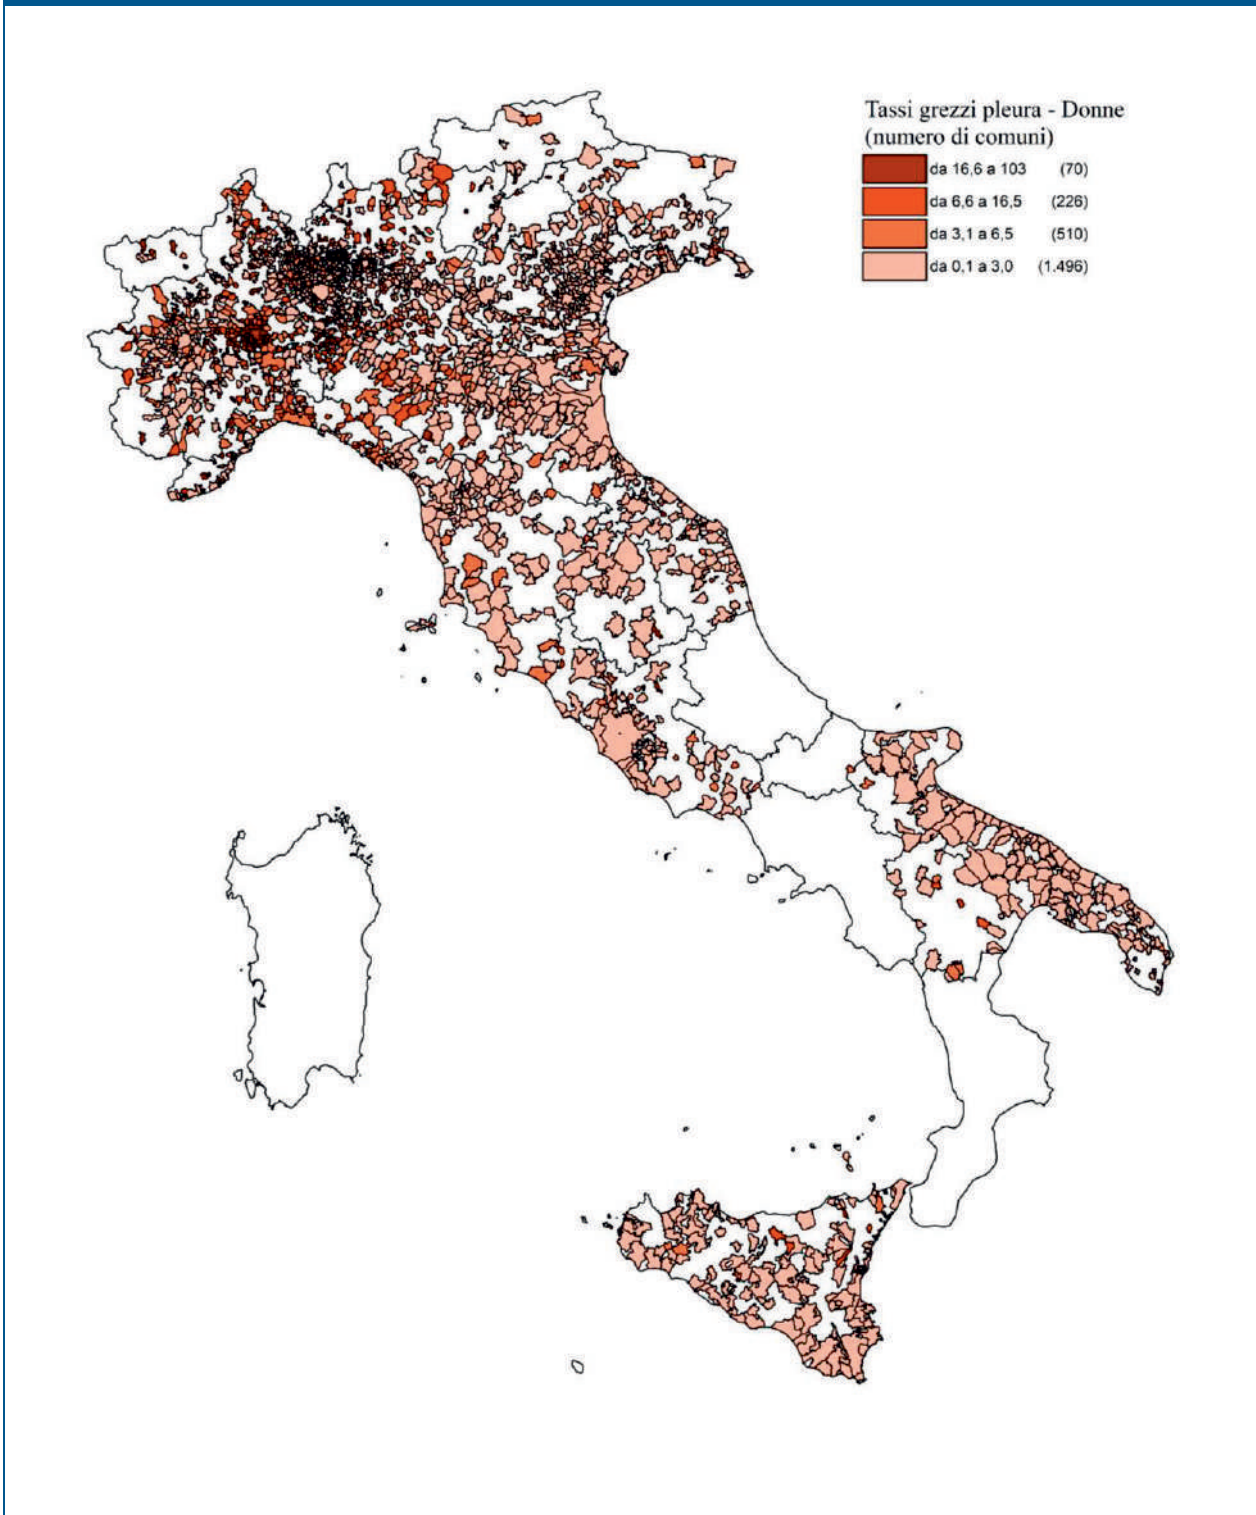 Tassi grezzi pleura - Donne
(numero di comuni)
da 16,6 a 103 (70)
da 6,6 a 16,5 (226)
da 3,1 a 6,5 (510)
da 0,1 a 3,0 (1.496)